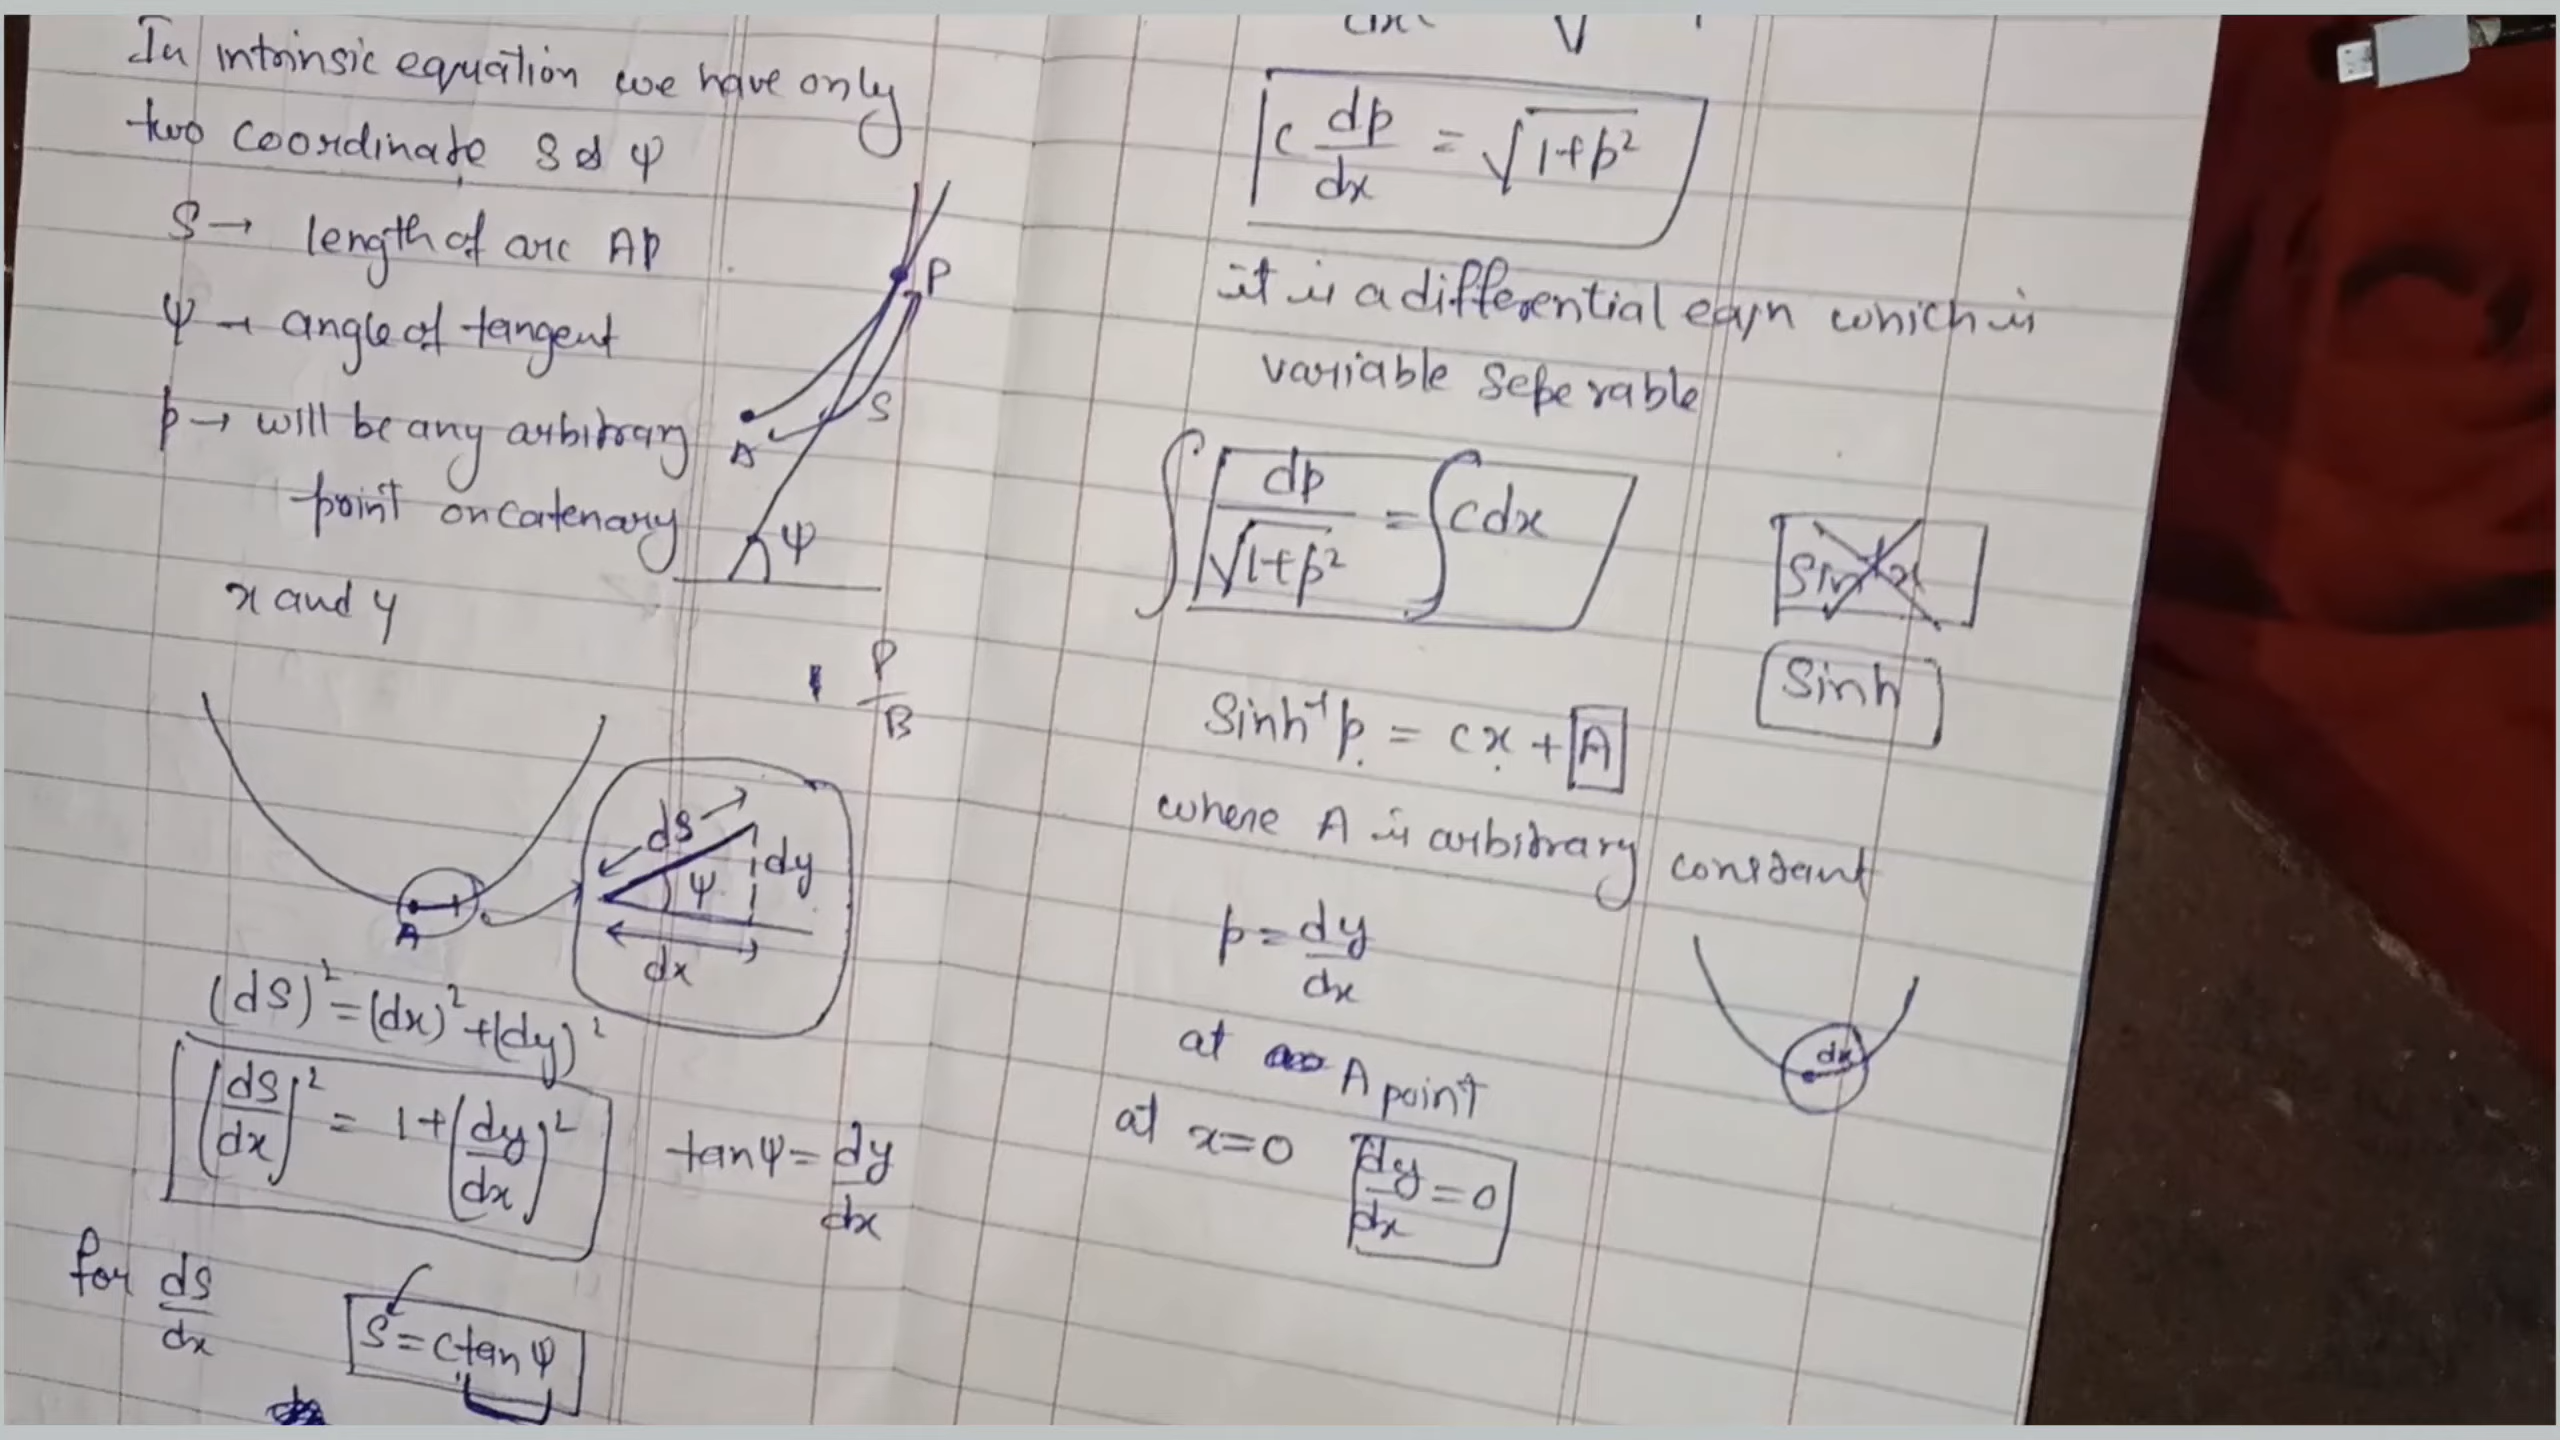 In intrinsic equation we have only
two coordinate S & ψ
S → length of arc AP
ψ → angle of tangent
p → will be any arbitrary
point on catenary
x and y
P
S
A
ψ
P/B
A
ds
dy
ψ
dx
(ds)² = (dx)² + (dy)²
(ds/dx)² = 1 + (dy/dx)²
tan ψ = dy/dx
for ds/dx
S = c tan ψ
c dp/dx = √1+p²
it is a differential eqn which is
variable seperable
∫ dp/√1+p² = ∫ c dx
Sinh
Sinh⁻¹ p = cx + A
where A is arbitrary constant
p = dy/dx
dx
at A point
at x = 0 dy/dx = 0